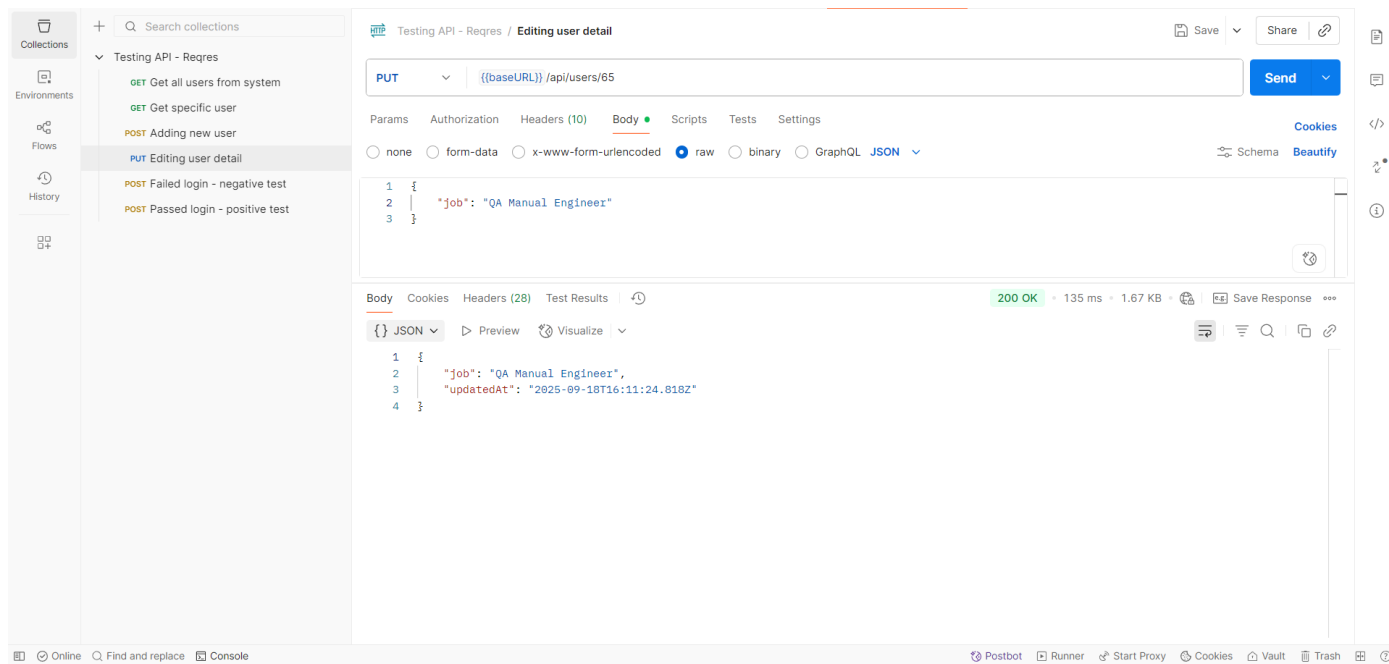 Collections
Environments
Flows
History
Search collections
Testing API - Reqres
GET Get all users from system
GET Get specific user
POST Adding new user
PUT Editing user detail
POST Failed login - negative test
POST Passed login - positive test
HTTP Testing API - Reqres / Editing user detail
Save Share
PUT {{baseURL}} /api/users/65 Send
Params Authorization Headers (10) Body Scripts Tests Settings Cookies
none form-data x-www-form-urlencoded raw binary GraphQL JSON Schema Beautify
1 {
2 "job": "QA Manual Engineer"
3 }
Body Cookies Headers (28) Test Results 200 OK • 135 ms • 1.67 KB • e.g. Save Response
{} JSON Preview Visualize
1 {
2 "job": "QA Manual Engineer",
3 "updatedAt": "2025-09-18T16:11:24.818Z"
4 }
Online Find and replace Console Postbot Runner Start Proxy Cookies Vault Trash